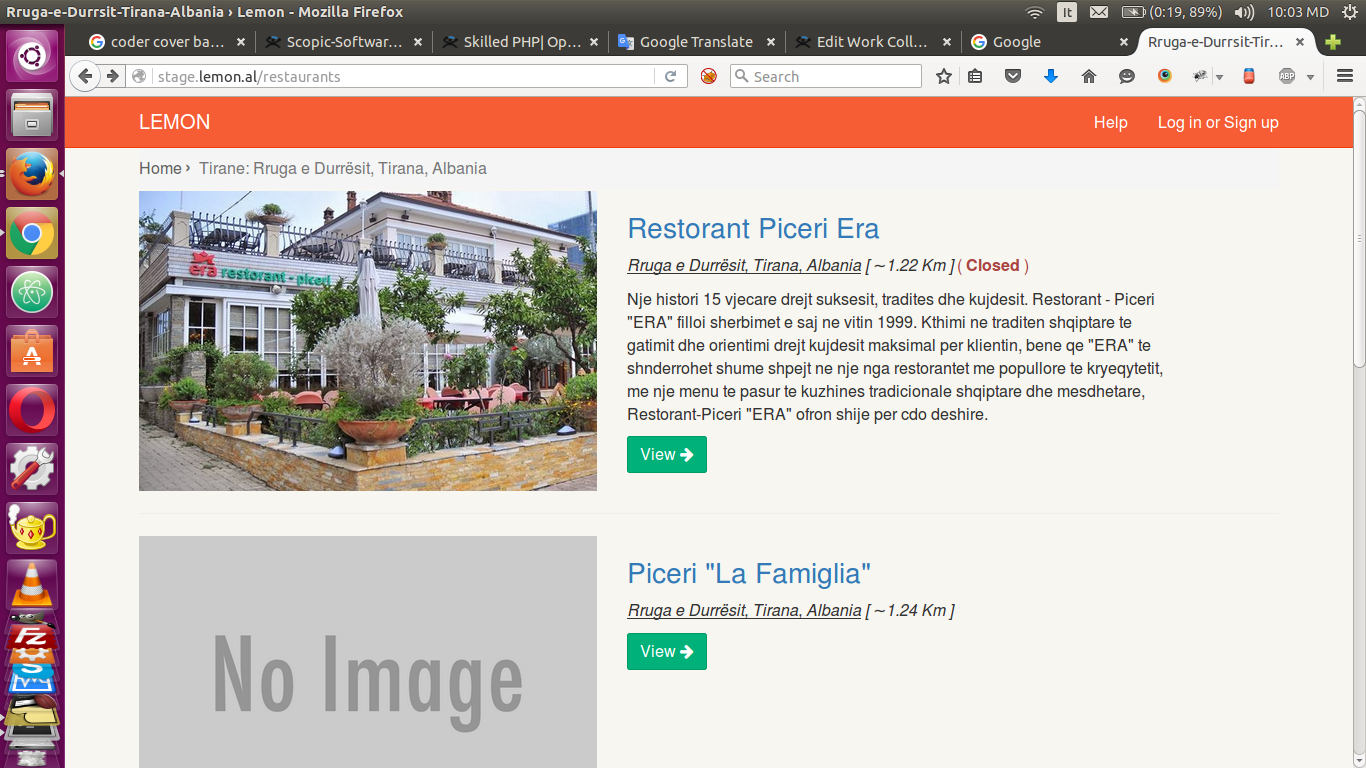 Rruga-e-Durrsit-Tirana-Albania › Lemon - Mozilla Firefox
It
(0:19, 89%)
10:03 MD
coder cover ba...
Scopic-Softwar...
Skilled PHP| Op...
Google Translate
Edit Work Coll...
Google
Rruga-e-Durrsit-Tir...
stage.lemon.al/restaurants
Search
ABP
LEMON
Help
Log in or Sign up
Home ›
Tirane: Rruga e Durrësit, Tirana, Albania
era restorant - piceri
Restorant Piceri Era
Rruga e Durrësit, Tirana, Albania [ ~1.22 Km ] ( Closed )
Nje histori 15 vjecare drejt suksesit, tradites dhe kujdesit. Restorant - Piceri
"ERA" filloi sherbimet e saj ne vitin 1999. Kthimi ne traditen shqiptare te
gatimit dhe orientimi drejt kujdesit maksimal per klientin, bene qe "ERA" te
shnderrohet shume shpejt ne nje nga restorantet me popullore te kryeqytetit,
me nje menu te pasur te kuzhines tradicionale shqiptare dhe mesdhetare,
Restorant-Piceri "ERA" ofron shije per cdo deshire.
View
No Image
Piceri "La Famiglia"
Rruga e Durrësit, Tirana, Albania [ ~1.24 Km ]
View
Fz